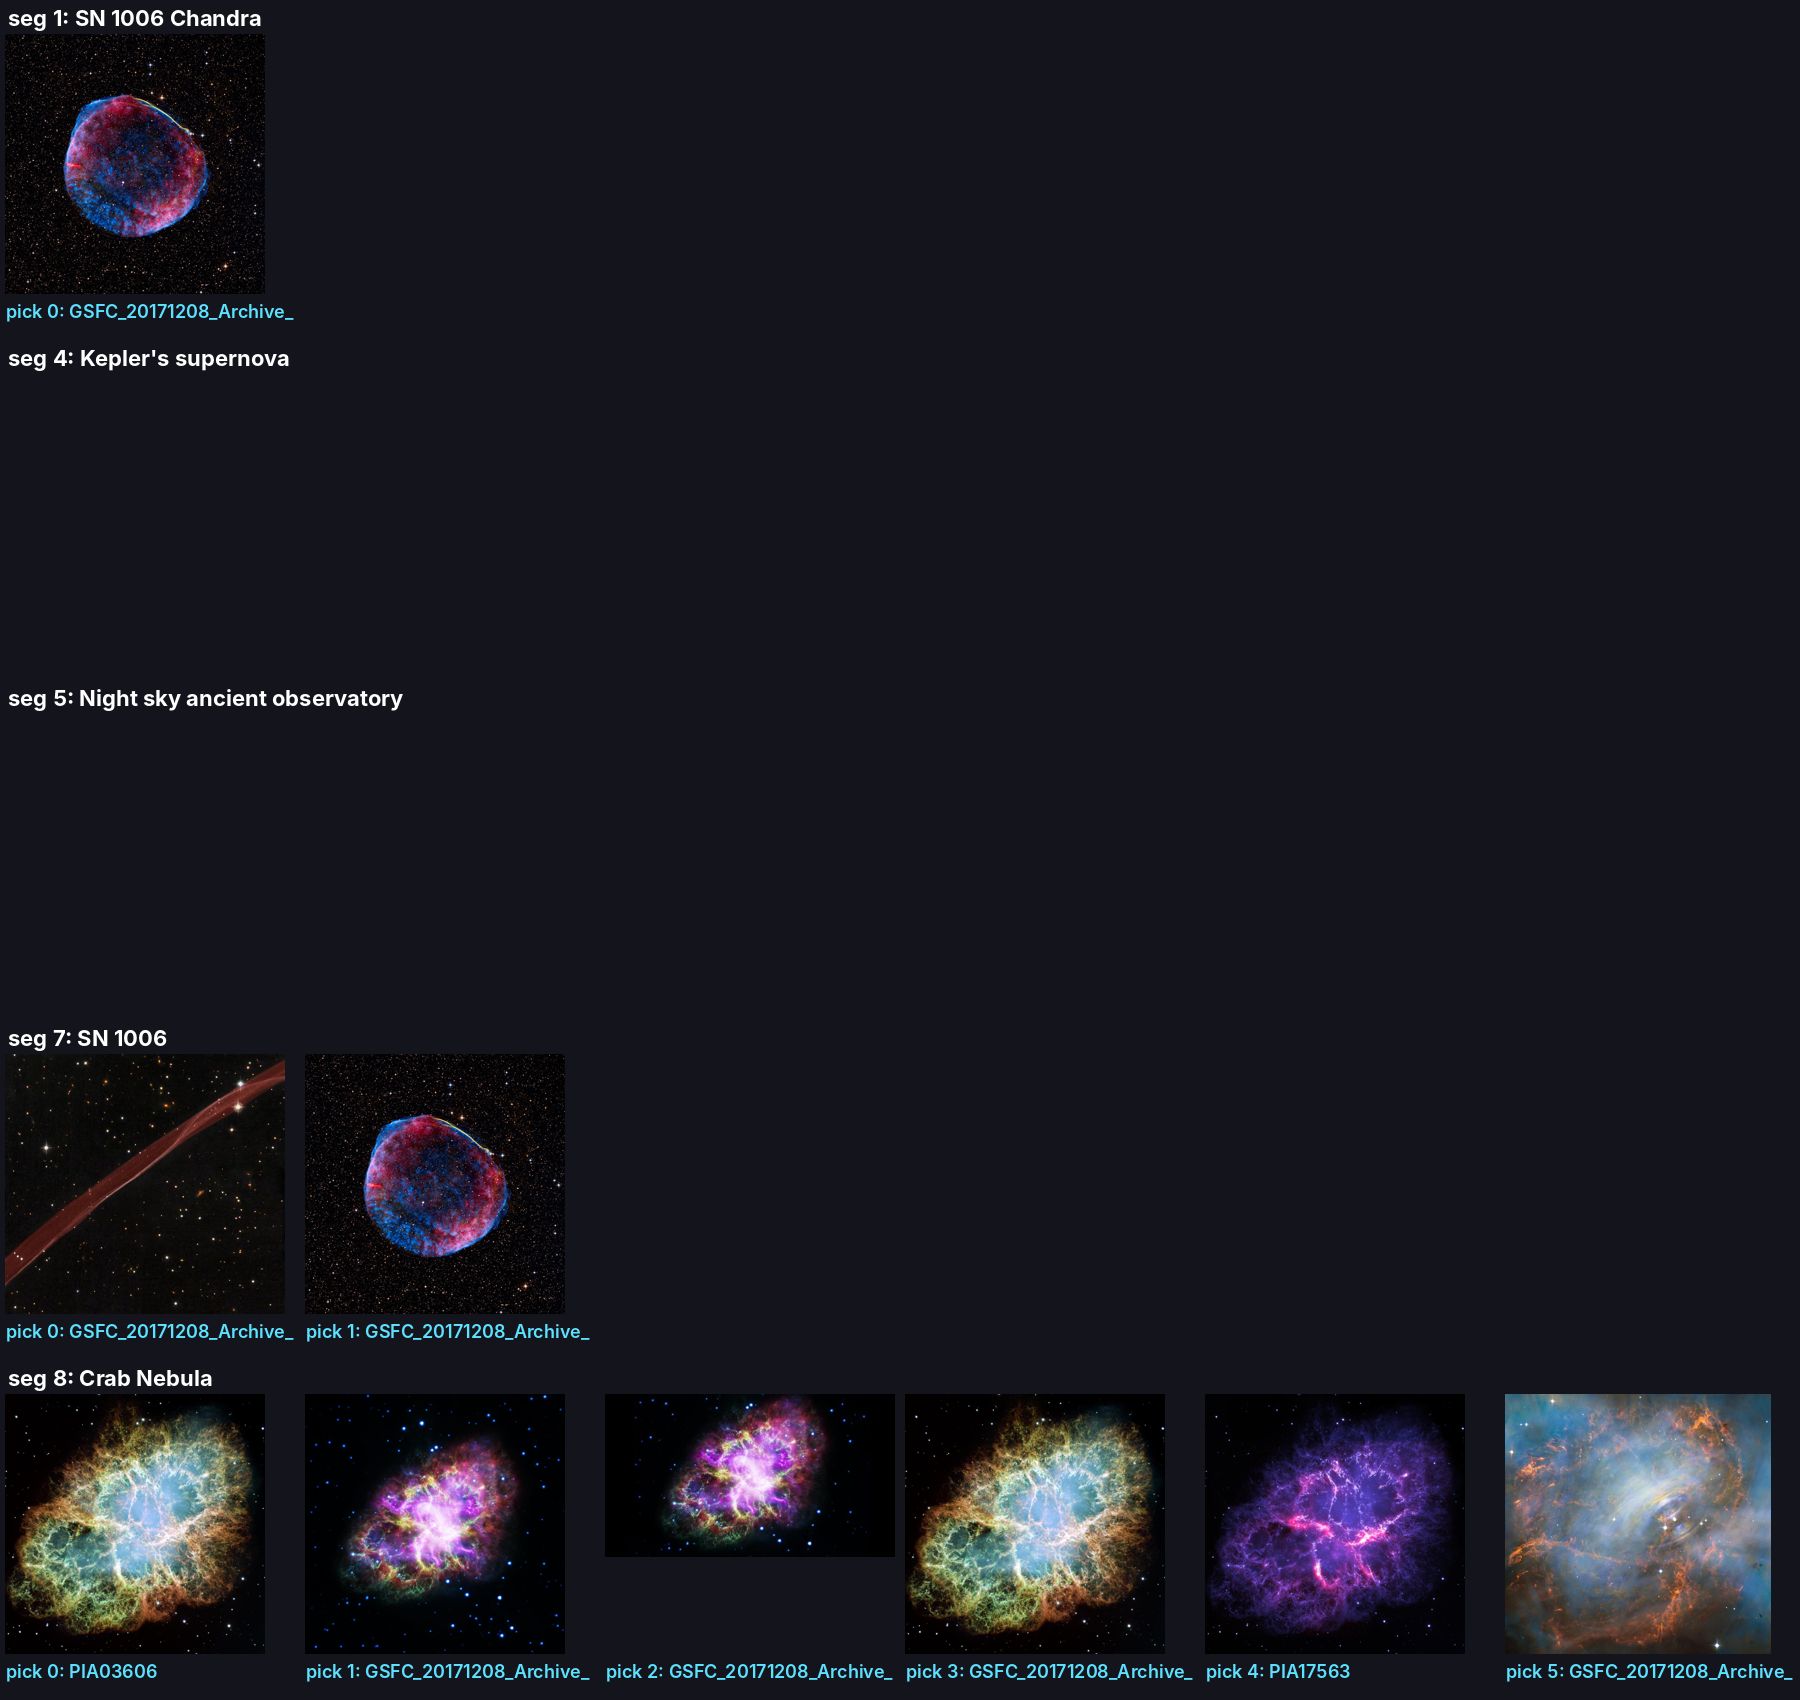 seg 1: SN 1006 Chandra
pick 0: GSFC_20171208_Archive_
seg 4: Kepler's supernova
seg 5: Night sky ancient observatory
seg 7: SN 1006
pick 0: GSFC_20171208_Archive_
pick 1: GSFC_20171208_Archive_
seg 8: Crab Nebula
pick 0: PIA03606
pick 1: GSFC_20171208_Archive_
pick 2: GSFC_20171208_Archive_
pick 3: GSFC_20171208_Archive_
pick 4: PIA17563
pick 5: GSFC_20171208_Archive_